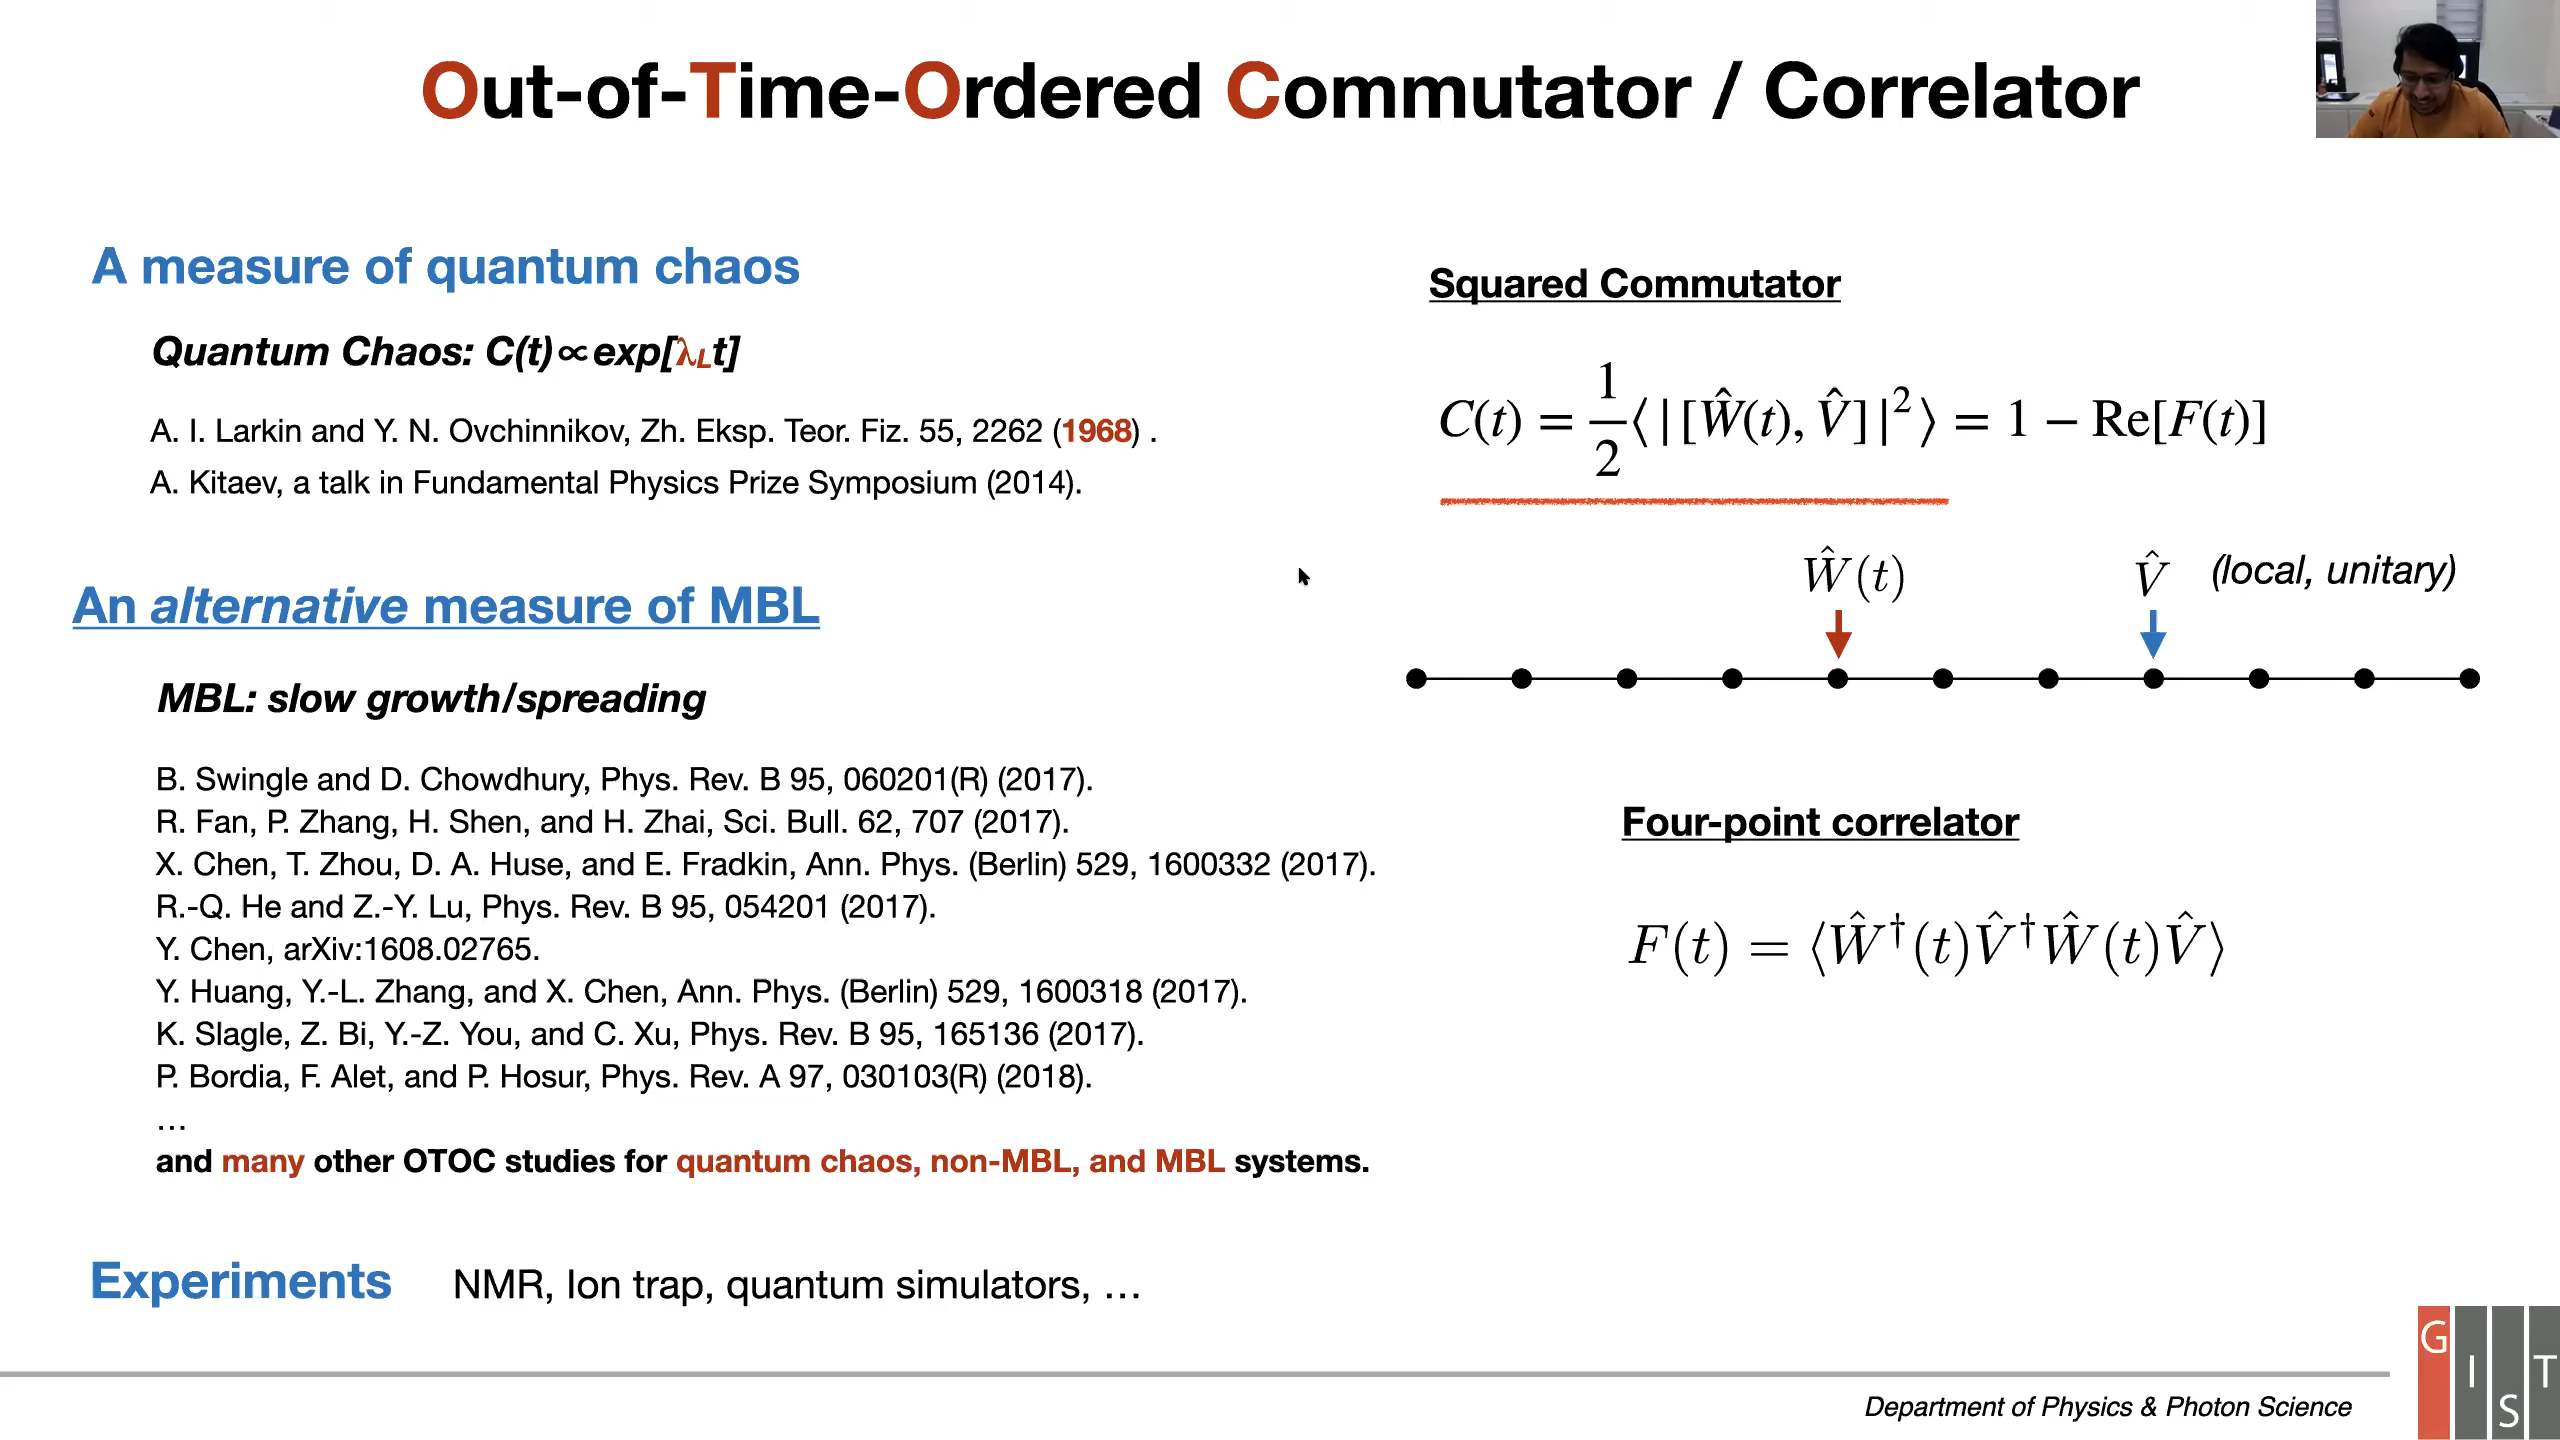 Out-of-Time-Ordered Commutator / Correlator
A measure of quantum chaos
Quantum Chaos: C(t)∝exp[λ_L t]
A. I. Larkin and Y. N. Ovchinnikov, Zh. Eksp. Teor. Fiz. 55, 2262 (1968) .
A. Kitaev, a talk in Fundamental Physics Prize Symposium (2014).
An alternative measure of MBL
MBL: slow growth/spreading
B. Swingle and D. Chowdhury, Phys. Rev. B 95, 060201(R) (2017).
R. Fan, P. Zhang, H. Shen, and H. Zhai, Sci. Bull. 62, 707 (2017).
X. Chen, T. Zhou, D. A. Huse, and E. Fradkin, Ann. Phys. (Berlin) 529, 1600332 (2017).
R.-Q. He and Z.-Y. Lu, Phys. Rev. B 95, 054201 (2017).
Y. Chen, arXiv:1608.02765.
Y. Huang, Y.-L. Zhang, and X. Chen, Ann. Phys. (Berlin) 529, 1600318 (2017).
K. Slagle, Z. Bi, Y.-Z. You, and C. Xu, Phys. Rev. B 95, 165136 (2017).
P. Bordia, F. Alet, and P. Hosur, Phys. Rev. A 97, 030103(R) (2018).
…
and many other OTOC studies for quantum chaos, non-MBL, and MBL systems.
Experiments NMR, Ion trap, quantum simulators, …
Squared Commutator
C(t) = 1/2 ⟨ | [Ŵ(t), V̂] |² ⟩ = 1 − Re[F(t)]
Ŵ(t) V̂ (local, unitary)
Four-point correlator
F(t) = ⟨Ŵ†(t)V̂†Ŵ(t)V̂⟩
Department of Physics & Photon Science
GIST